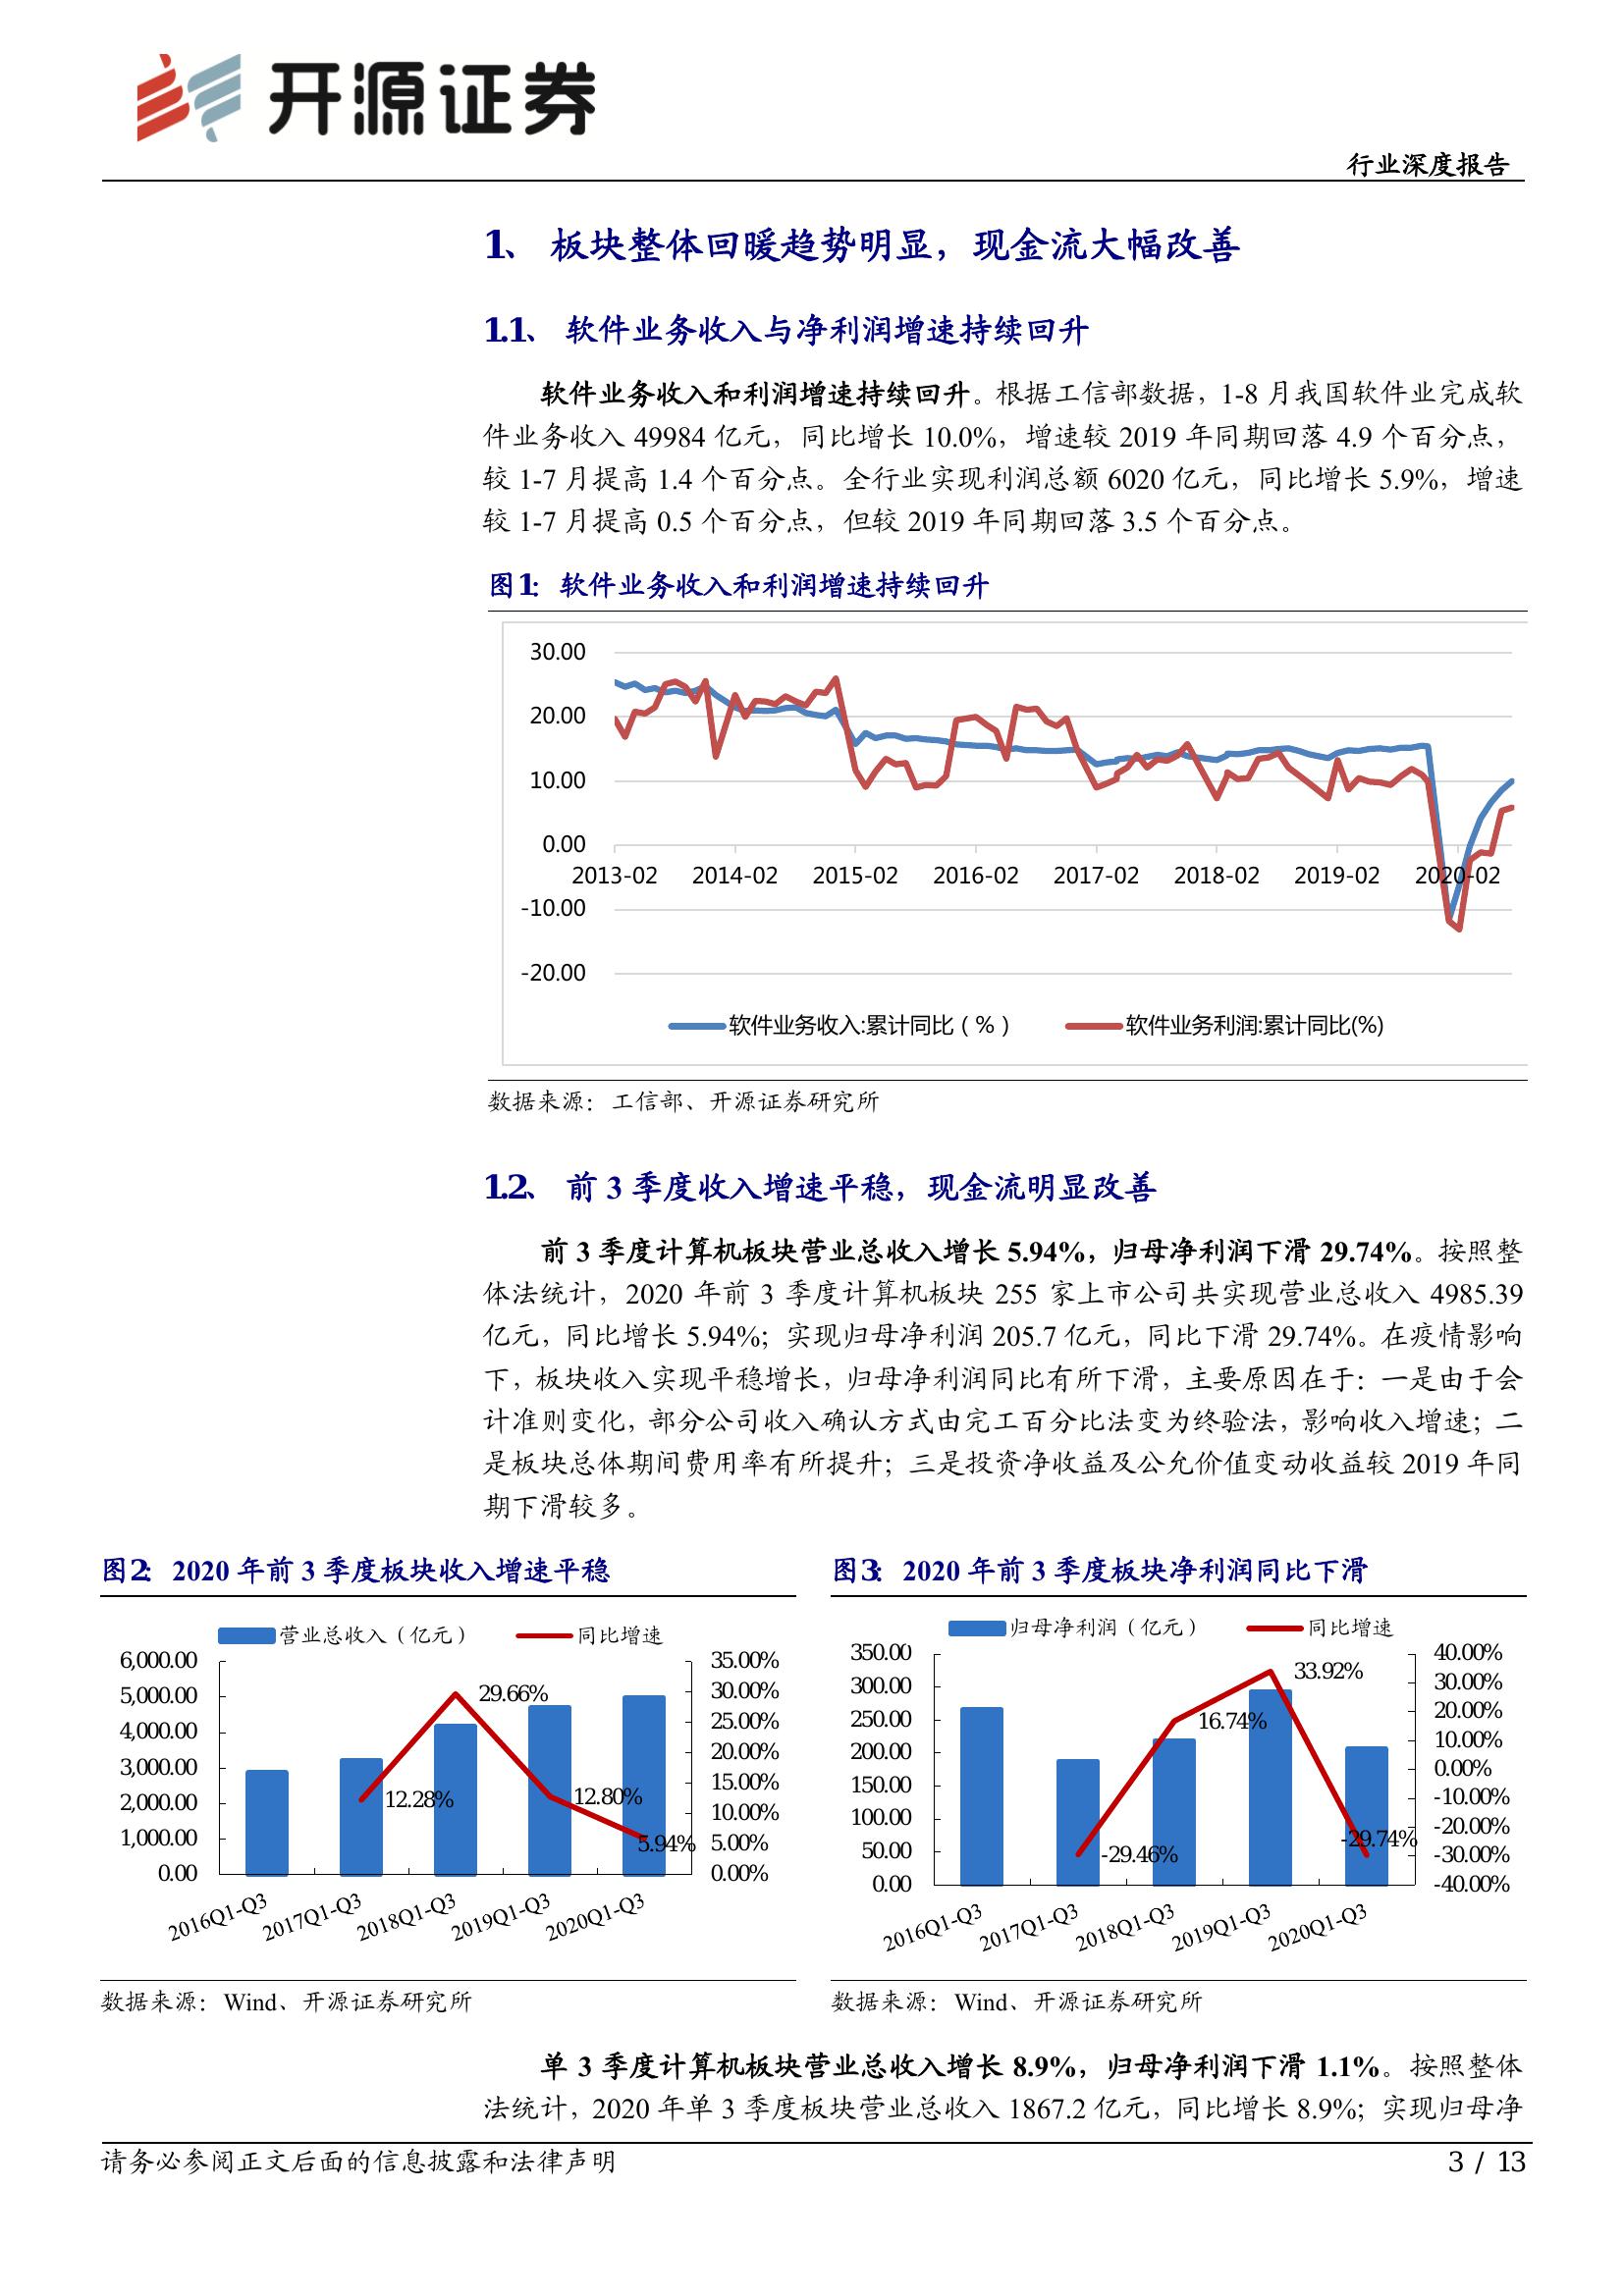 开源证券
行业深度报告
1、 板块整体回暖趋势明显，现金流大幅改善
1.1、 软件业务收入与净利润增速持续回升
软件业务收入和利润增速持续回升。根据工信部数据，1-8 月我国软件业完成软
件业务收入 49984 亿元，同比增长 10.0%，增速较 2019 年同期回落 4.9 个百分点，
较 1-7 月提高 1.4 个百分点。全行业实现利润总额 6020 亿元，同比增长 5.9%，增速
较 1-7 月提高 0.5 个百分点，但较 2019 年同期回落 3.5 个百分点。
图1： 软件业务收入和利润增速持续回升
30.00
20.00
10.00
0.00
2013-02 2014-02 2015-02 2016-02 2017-02 2018-02 2019-02 2020-02
-10.00
-20.00
软件业务收入:累计同比（%） 软件业务利润:累计同比(%)
数据来源：工信部、开源证券研究所
1.2、 前 3 季度收入增速平稳，现金流明显改善
前 3 季度计算机板块营业总收入增长 5.94%，归母净利润下滑 29.74%。按照整
体法统计，2020 年前 3 季度计算机板块 255 家上市公司共实现营业总收入 4985.39
亿元，同比增长 5.94%；实现归母净利润 205.7 亿元，同比下滑 29.74%。在疫情影响
下，板块收入实现平稳增长，归母净利润同比有所下滑，主要原因在于：一是由于会
计准则变化，部分公司收入确认方式由完工百分比法变为终验法，影响收入增速；二
是板块总体期间费用率有所提升；三是投资净收益及公允价值变动收益较 2019 年同
期下滑较多。
图2： 2020 年前 3 季度板块收入增速平稳
营业总收入（亿元） 同比增速
6,000.00 35.00%
5,000.00 30.00%
4,000.00 25.00%
3,000.00 20.00%
2,000.00 15.00%
1,000.00 10.00%
0.00 5.00%
0.00%
29.66%
12.28%
12.80%
5.94%
2016Q1-Q3 2017Q1-Q3 2018Q1-Q3 2019Q1-Q3 2020Q1-Q3
数据来源：Wind、开源证券研究所
图3： 2020 年前 3 季度板块净利润同比下滑
归母净利润（亿元） 同比增速
350.00 40.00%
300.00 30.00%
250.00 20.00%
200.00 10.00%
150.00 0.00%
100.00 -10.00%
50.00 -20.00%
0.00 -30.00%
-40.00%
33.92%
16.74%
-29.46%
-29.74%
2016Q1-Q3 2017Q1-Q3 2018Q1-Q3 2019Q1-Q3 2020Q1-Q3
数据来源：Wind、开源证券研究所
单 3 季度计算机板块营业总收入增长 8.9%，归母净利润下滑 1.1%。按照整体
法统计，2020 年单 3 季度板块营业总收入 1867.2 亿元，同比增长 8.9%；实现归母净
请务必参阅正文后面的信息披露和法律声明
3 / 13